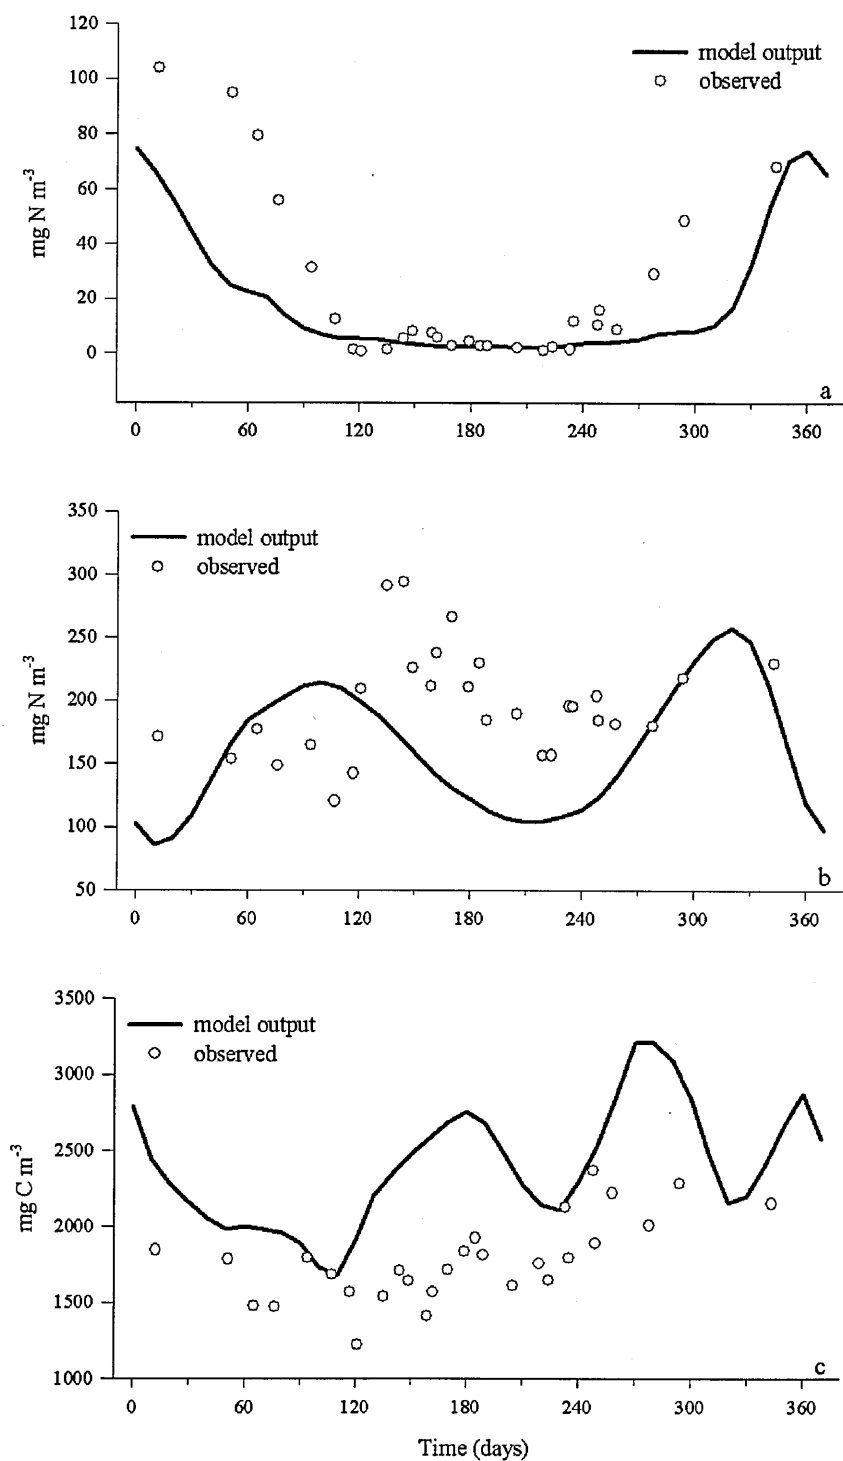 120
100
80
60
40
20
0
mg N m-3
model output
observed
a
0 60 120 180 240 300 360
350
300
250
200
150
100
50
mg N m-3
model output
observed
b
0 60 120 180 240 300 360
3500
3000
2500
2000
1500
1000
mg C m-3
model output
observed
c
0 60 120 180 240 300 360
Time (days)